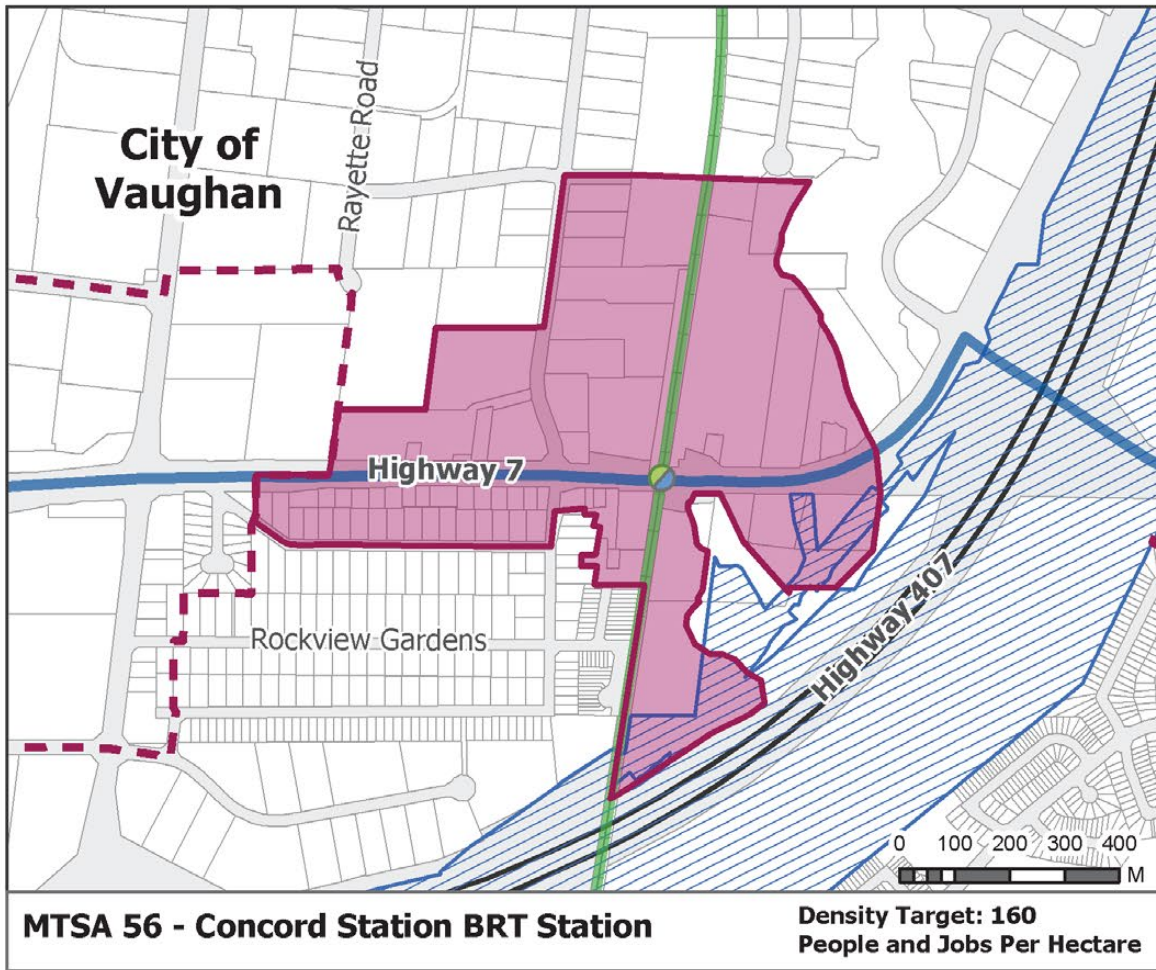 City of
Vaughan
Rayette Road
Highway 7
Rockview Gardens
Highway 407
0 100 200 300 400
M
MTSA 56 - Concord Station BRT Station
Density Target: 160
People and Jobs Per Hectare